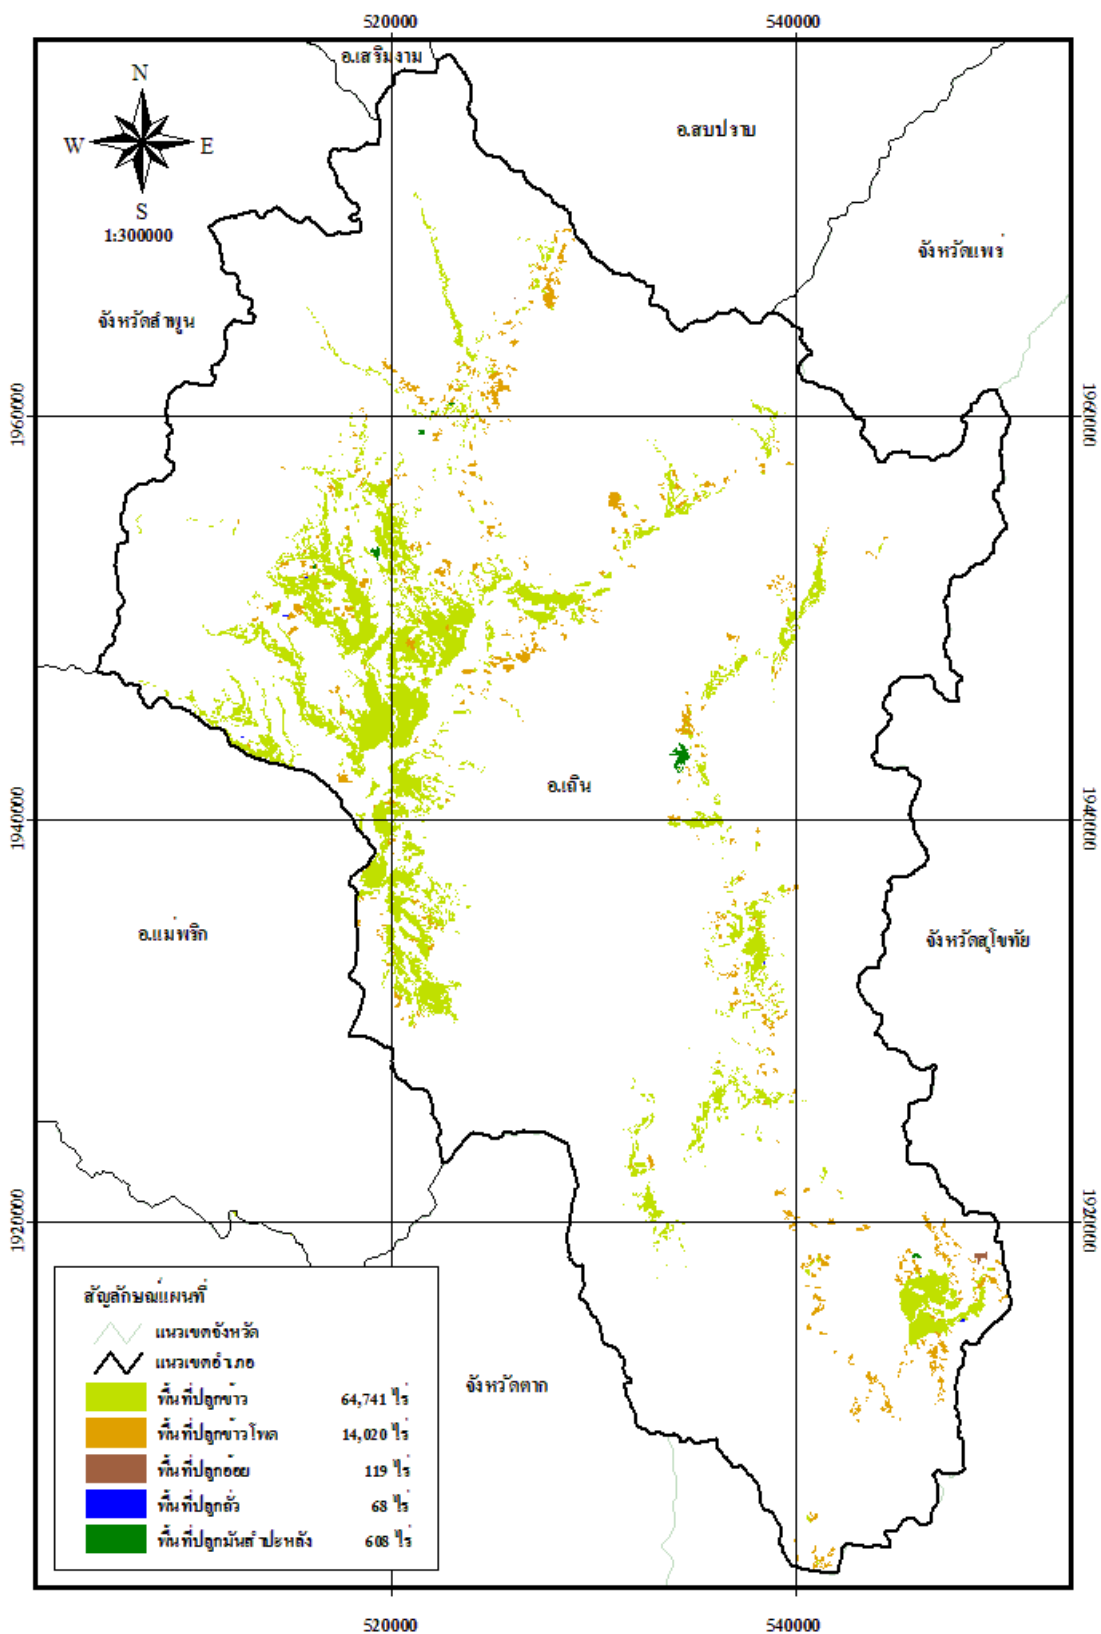 520000 540000
อ.เสริมงาม
N
อ.สบปราบ
W E
S
1:300000
จังหวัดแพร่
จังหวัดลำพูน
1960000 1960000
อ.เถิน
1940000 1940000
อ.แม่พริก
จังหวัดสุโขทัย
1920000 1920000
สัญลักษณ์แผนที่
แนวเขตจังหวัด
แนวเขตอำเภอ
จังหวัดตาก
พื้นที่ปลูกข้าว 64,741 ไร่
พื้นที่ปลูกข้าวโพด 14,020 ไร่
พื้นที่ปลูกอ้อย 119 ไร่
พื้นที่ปลูกถั่ว 68 ไร่
พื้นที่ปลูกมันสำปะหลัง 608 ไร่
520000 540000